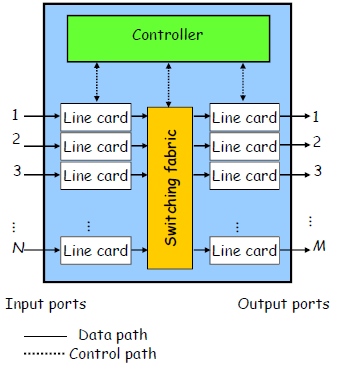 Controller
1 Line card Line card 1
2 Line card Line card 2
3 Line card Line card 3
Switching fabric
... ... ... ...
N Line card Line card M
Input ports Output ports
Data path
Control path